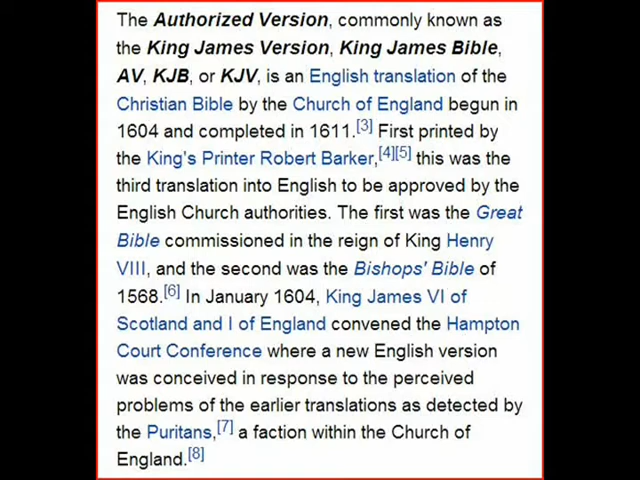 The Authorized Version, commonly known as
the King James Version, King James Bible,
AV, KJB, or KJV, is an English translation of the
Christian Bible by the Church of England begun in
1604 and completed in 1611.[3] First printed by
the King's Printer Robert Barker,[4][5] this was the
third translation into English to be approved by the
English Church authorities. The first was the Great
Bible commissioned in the reign of King Henry
VIII, and the second was the Bishops' Bible of
1568.[6] In January 1604, King James VI of
Scotland and I of England convened the Hampton
Court Conference where a new English version
was conceived in response to the perceived
problems of the earlier translations as detected by
the Puritans,[7] a faction within the Church of
England.[8]